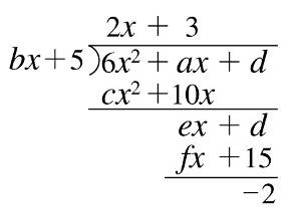 2x + 3
bx+5)6x² + ax + d
cx² +10x
ex + d
fx +15
−2